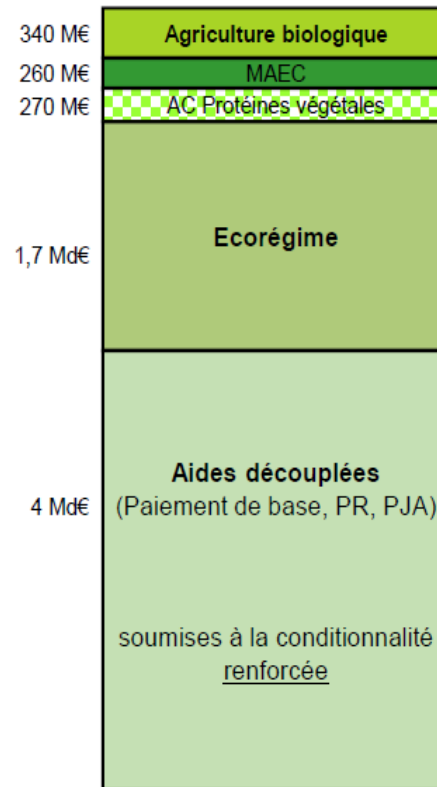 340 M€ Agriculture biologique
260 M€ MAEC
270 M€ AC Protéines végétales
1,7 Md€ Ecorégime
4 Md€ Aides découplées
(Paiement de base, PR, PJA)
soumises à la conditionnalité
renforcée